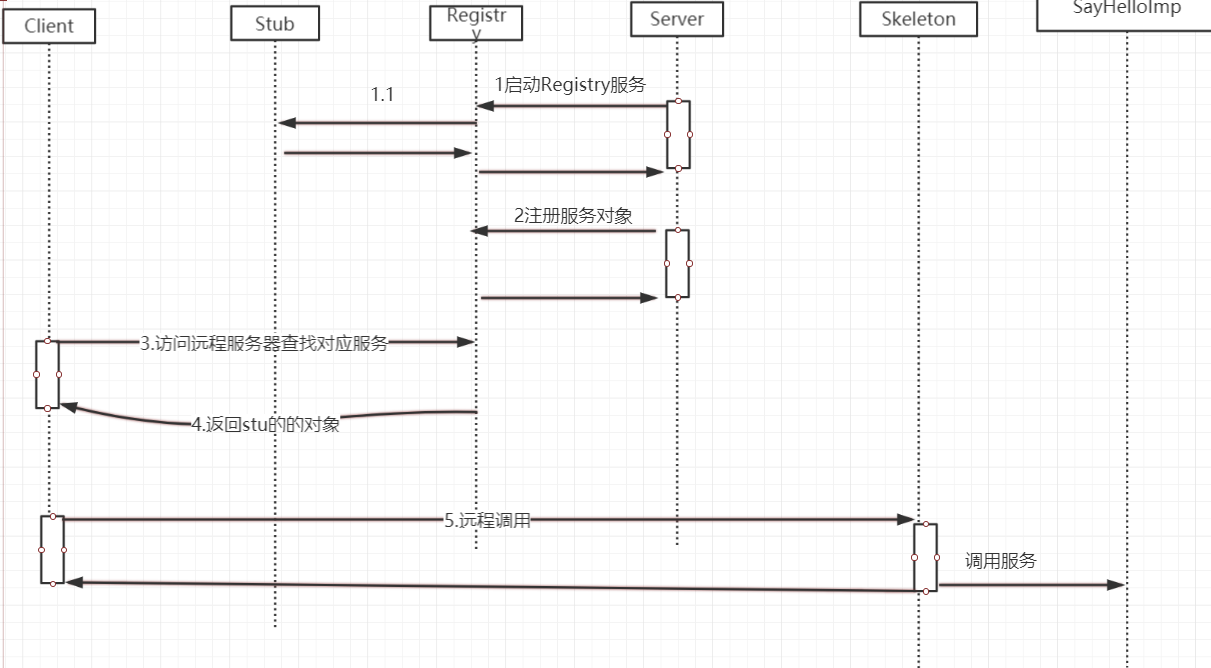 Client
Stub
Registr
y
Server
Skeleton
SayHelloImp
1启动Registry服务
1.1
2注册服务对象
3.访问远程服务器查找对应服务
4.返回stu的的对象
5.远程调用
调用服务